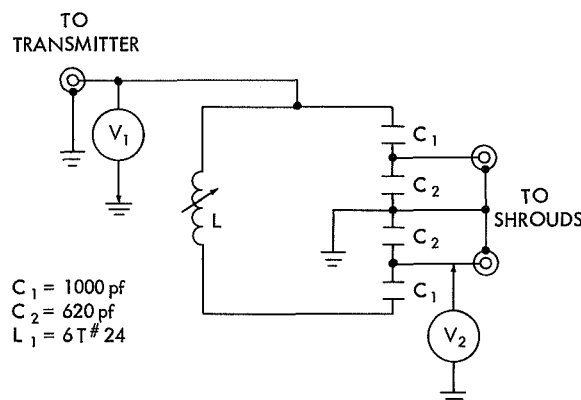 TO
TRANSMITTER
V1
C1
C2
L
TO
SHROUDS
C2
C1
C1 = 1000 pf
C2 = 620 pf
L1 = 6T #24
V2